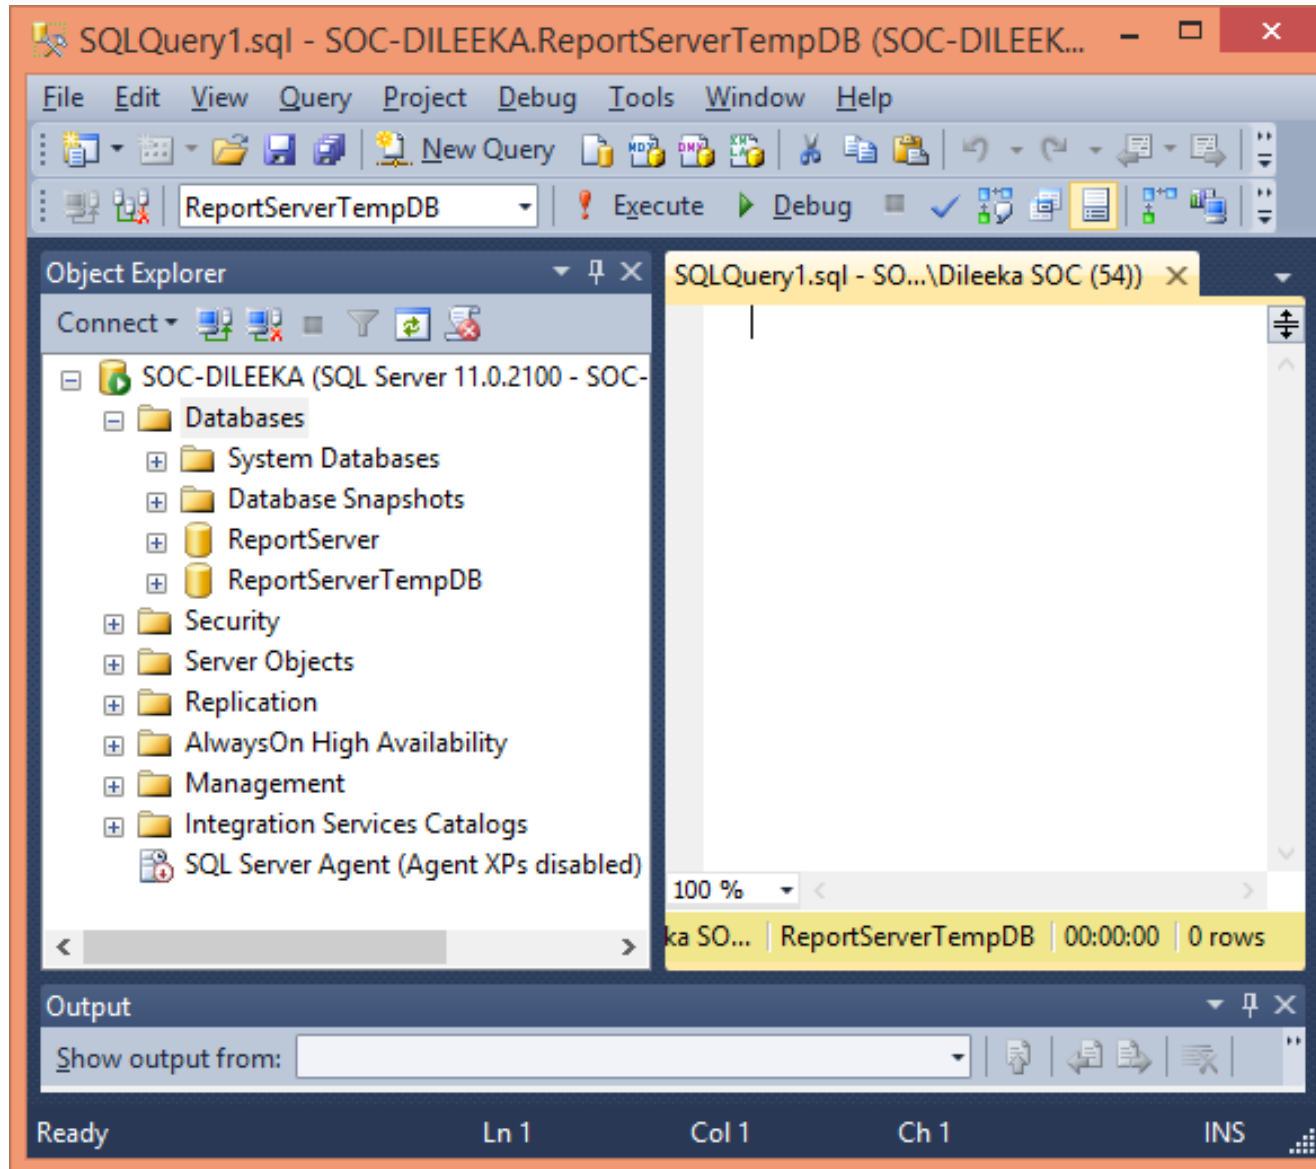 SQLQuery1.sql - SOC-DILEEKA.ReportServerTempDB (SOC-DILEEK...
File Edit View Query Project Debug Tools Window Help
New Query MDX DMX XMLA
ReportServerTempDB Execute Debug
Object Explorer
Connect
SOC-DILEEKA (SQL Server 11.0.2100 - SOC-
Databases
System Databases
Database Snapshots
ReportServer
ReportServerTempDB
Security
Server Objects
Replication
AlwaysOn High Availability
Management
Integration Services Catalogs
SQL Server Agent (Agent XPs disabled)
SQLQuery1.sql - SO...\Dileeka SOC (54))
100 %
ka SO... ReportServerTempDB 00:00:00 0 rows
Output
Show output from:
Ready Ln 1 Col 1 Ch 1 INS